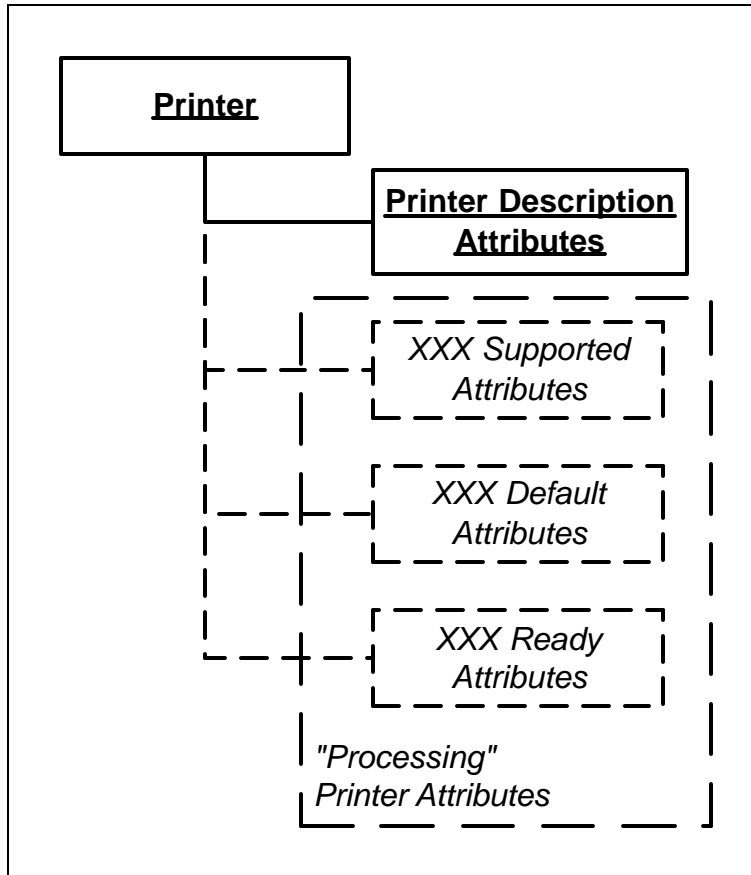 Printer
Printer Description
Attributes
XXX Supported
Attributes
XXX Default
Attributes
XXX Ready
Attributes
"Processing"
Printer Attributes